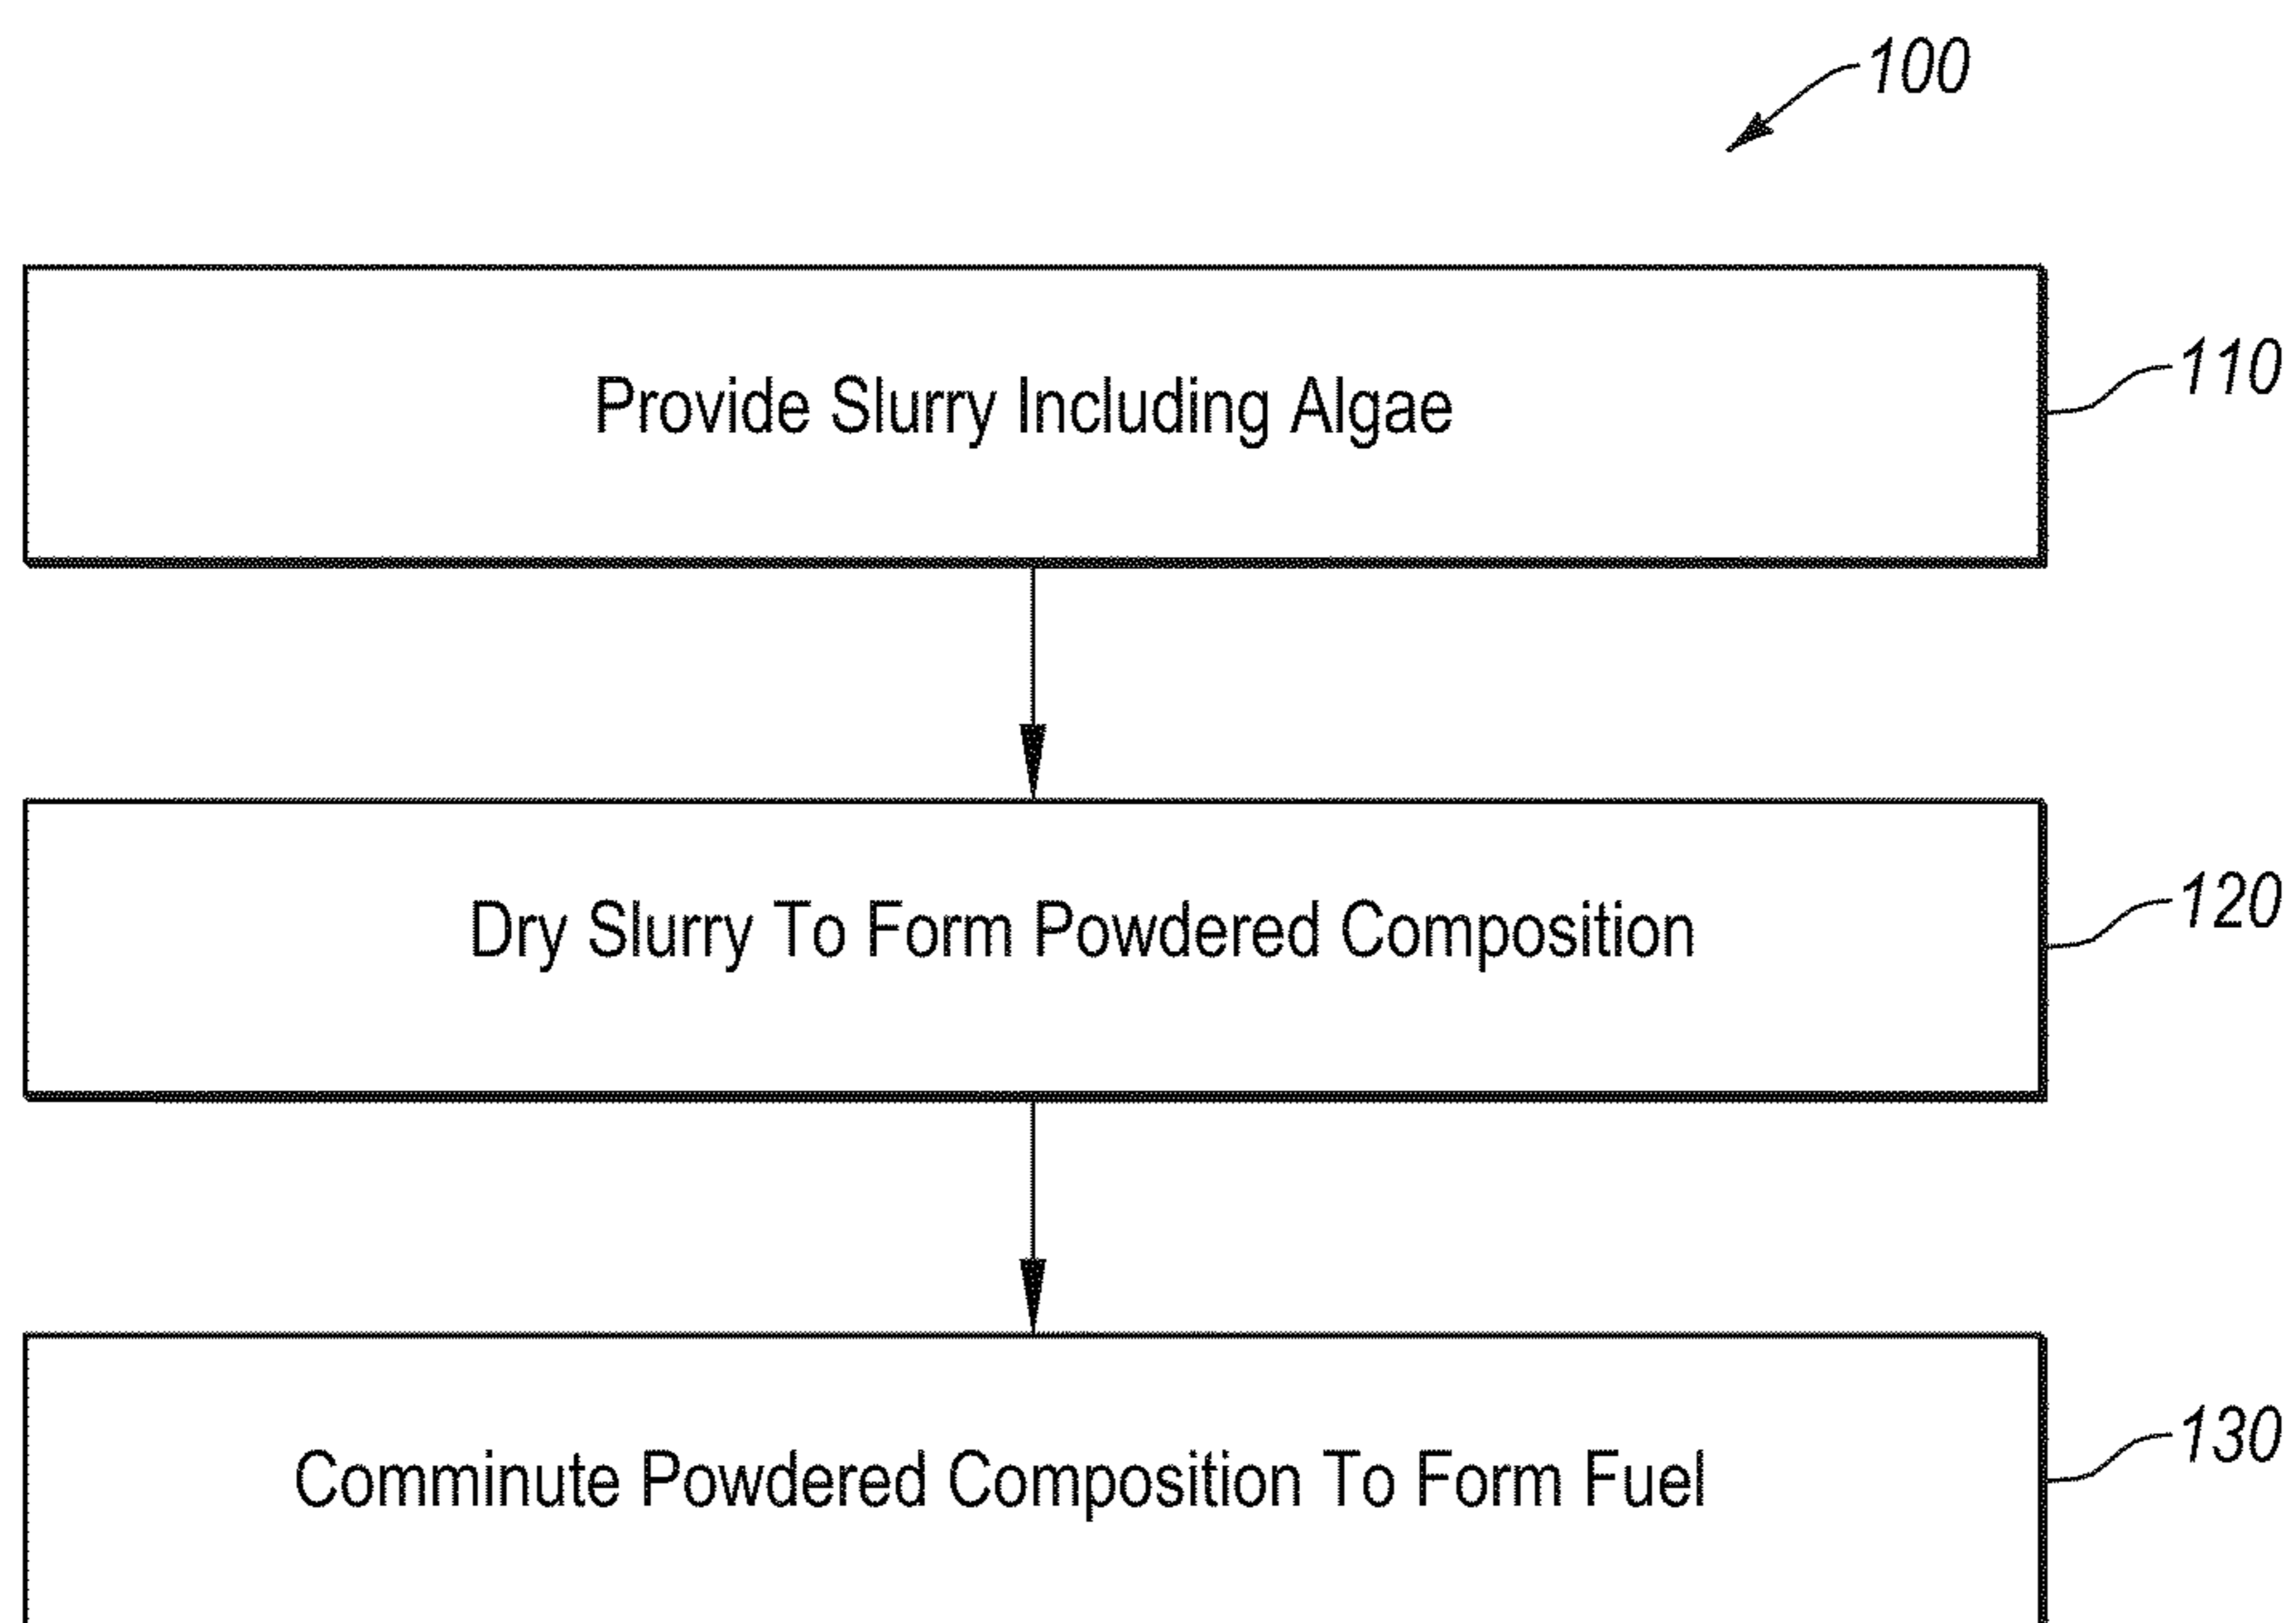 100
Provide Slurry Including Algae
110
Dry Slurry To Form Powdered Composition
120
Comminute Powdered Composition To Form Fuel
130